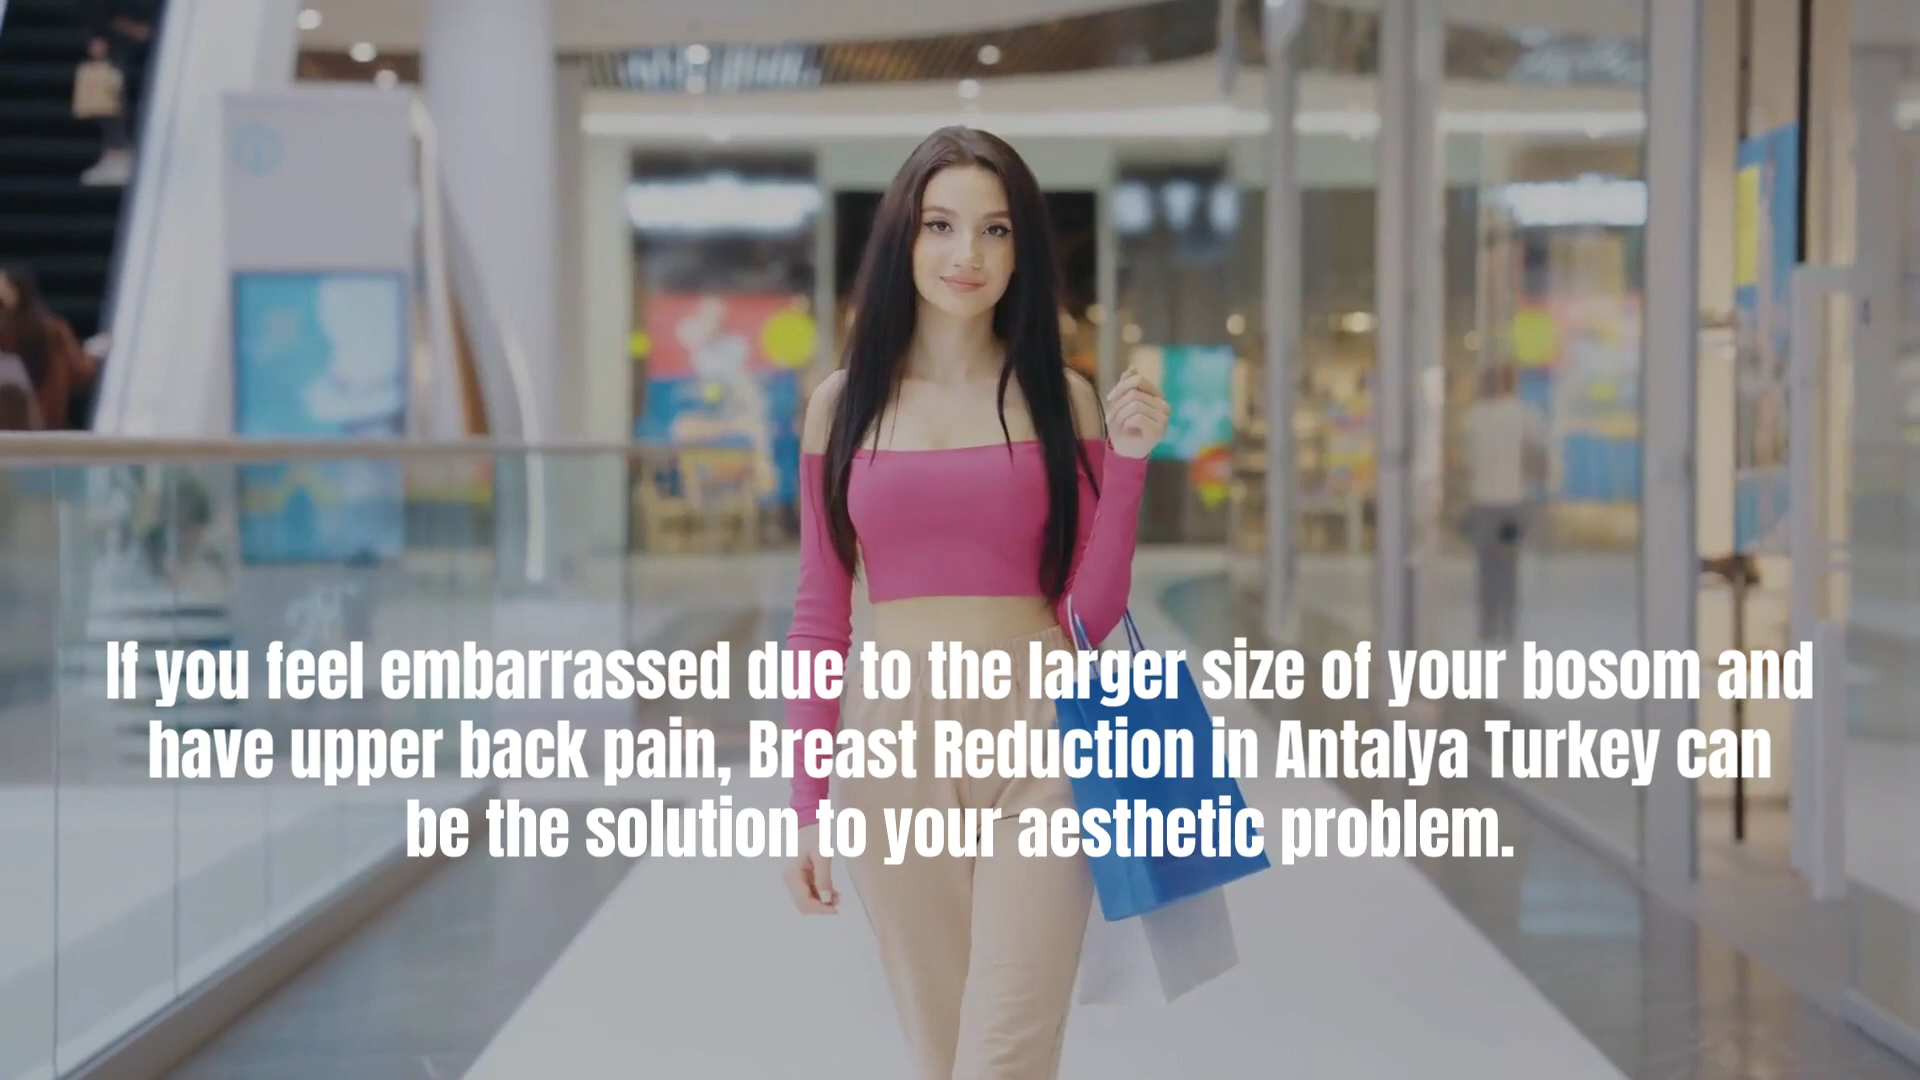 If you feel embarrassed due to the larger size of your bosom and
have upper back pain, Breast Reduction in Antalya Turkey can
be the solution to your aesthetic problem.